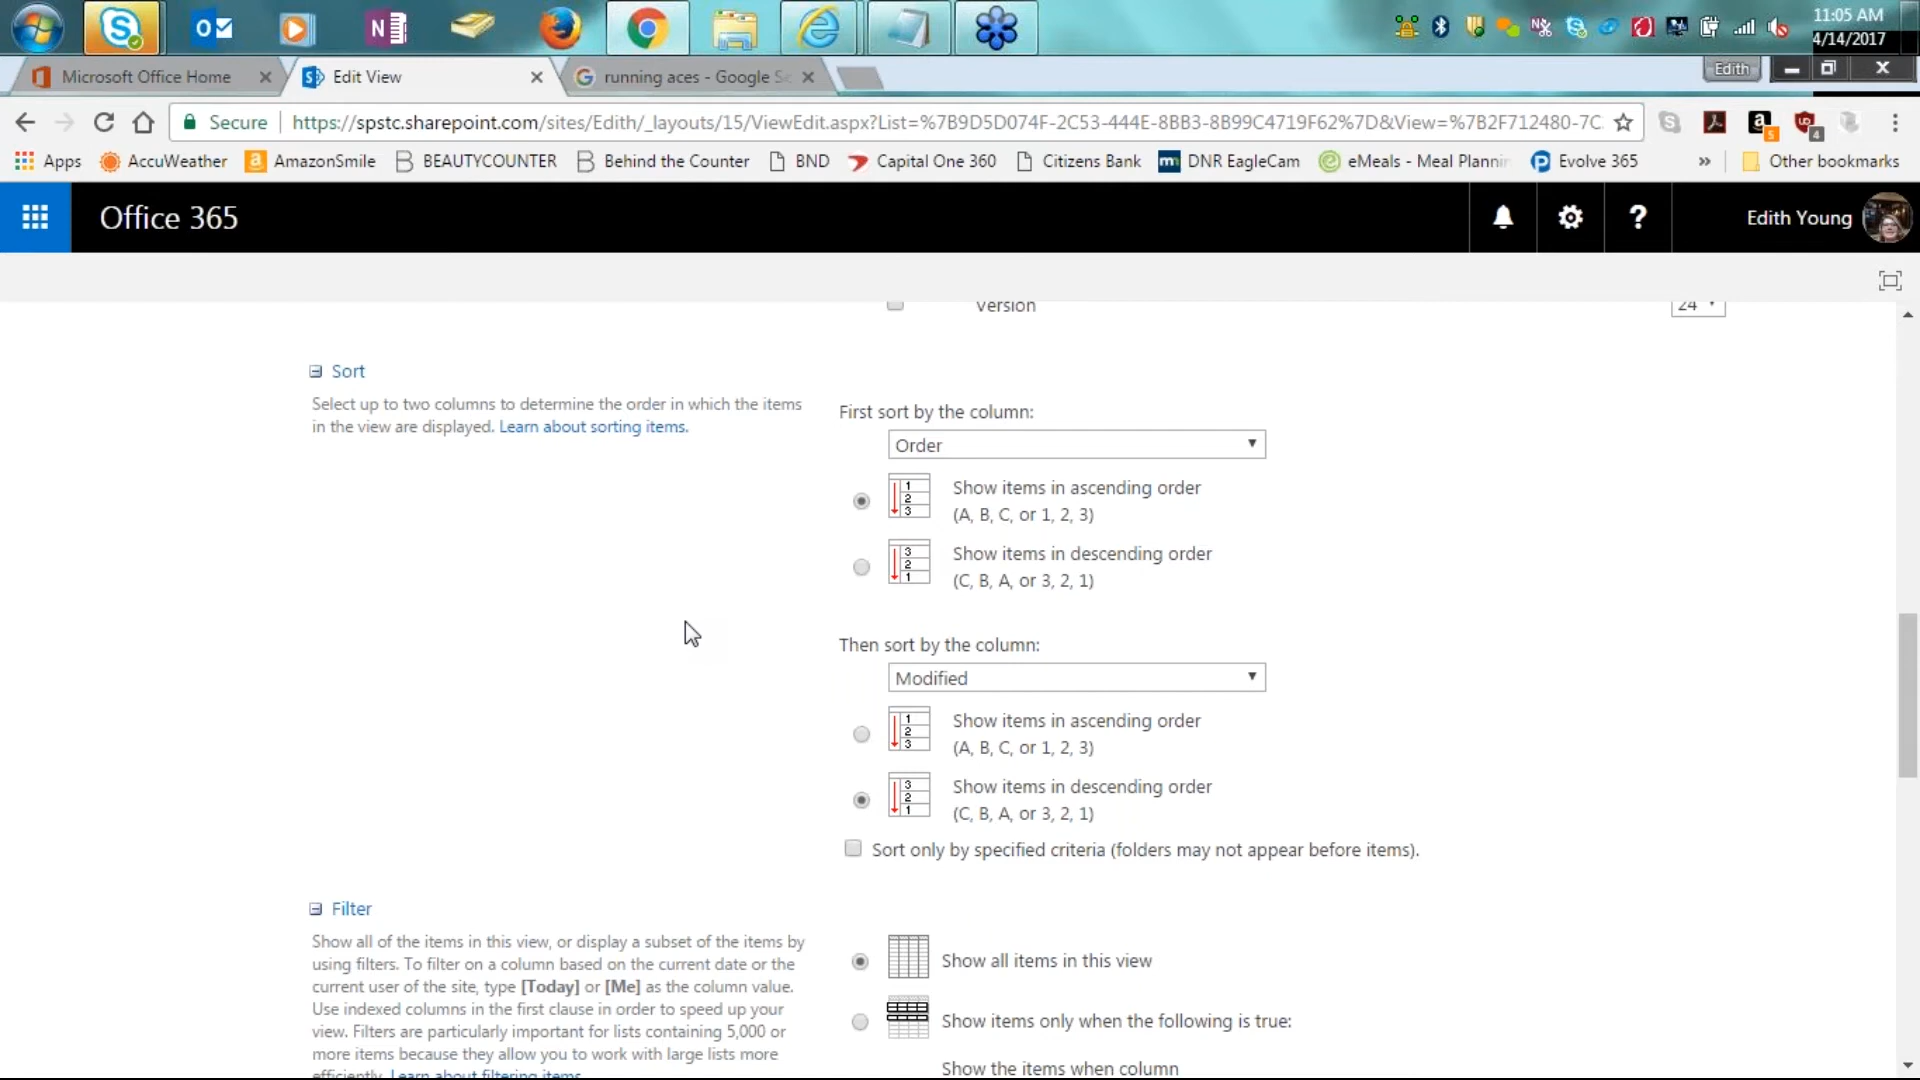 11:05 AM
4/14/2017
Microsoft Office Home
Edit View
running aces - Google Se
Edith
Secure
https://spstc.sharepoint.com/sites/Edith/_layouts/15/ViewEdit.aspx?List=%7B9D5D074F-2C53-444E-8BB3-8B99C4719F62%7D&View=%7B2F712480-7C
Apps
AccuWeather
AmazonSmile
BEAUTYCOUNTER
Behind the Counter
BND
Capital One 360
Citizens Bank
DNR EagleCam
eMeals - Meal Plannin
Evolve 365
»
Other bookmarks
Office 365
?
Edith Young
Version
24
Sort
Select up to two columns to determine the order in which the items
in the view are displayed. Learn about sorting items.
First sort by the column:
Order
Show items in ascending order
(A, B, C, or 1, 2, 3)
Show items in descending order
(C, B, A, or 3, 2, 1)
Then sort by the column:
Modified
Show items in ascending order
(A, B, C, or 1, 2, 3)
Show items in descending order
(C, B, A, or 3, 2, 1)
Sort only by specified criteria (folders may not appear before items).
Filter
Show all of the items in this view, or display a subset of the items by
using filters. To filter on a column based on the current date or the
current user of the site, type [Today] or [Me] as the column value.
Use indexed columns in the first clause in order to speed up your
view. Filters are particularly important for lists containing 5,000 or
more items because they allow you to work with large lists more
efficiently. Learn about filtering items.
Show all items in this view
Show items only when the following is true:
Show the items when column